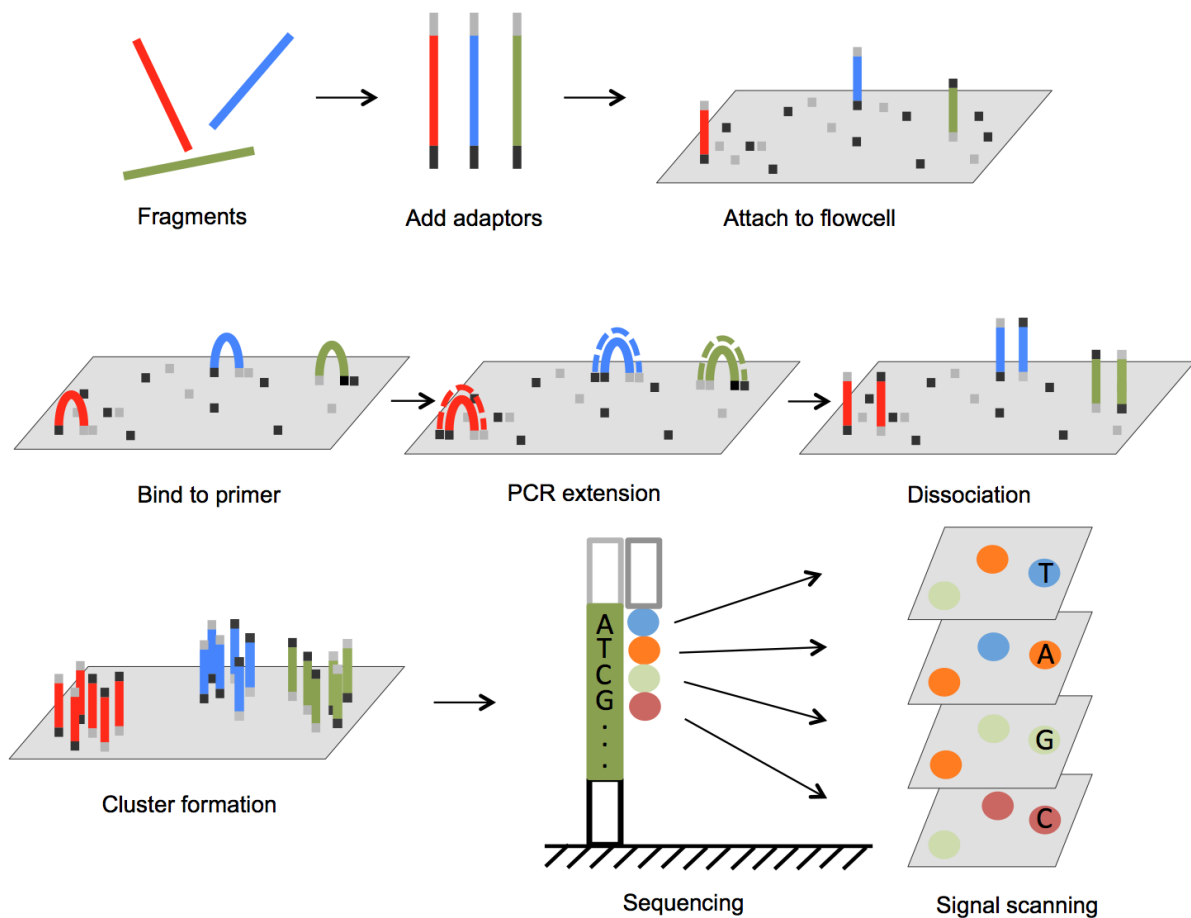 Fragments
Add adaptors
Attach to flowcell
Bind to primer
PCR extension
Dissociation
A
T
C
G
.
.
.
T
A
G
C
Cluster formation
Sequencing
Signal scanning